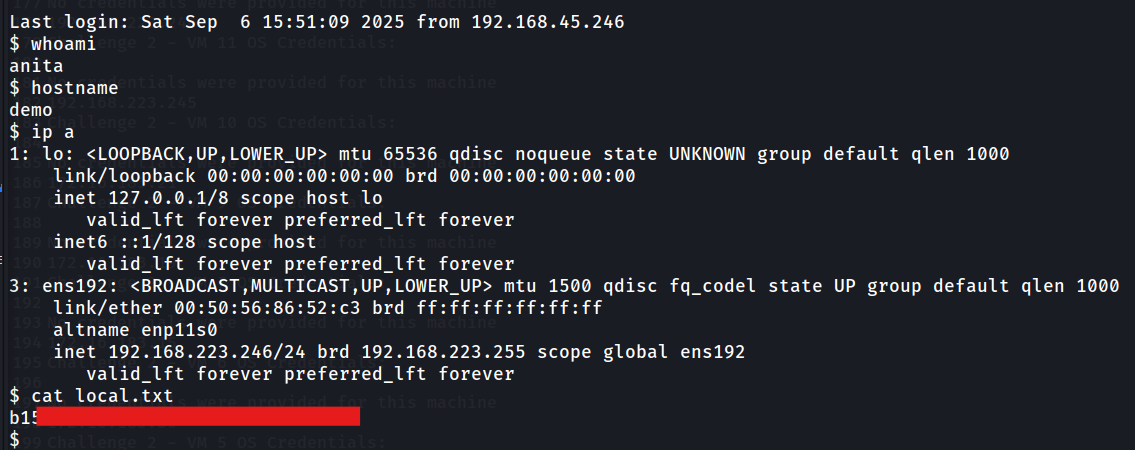 Last login: Sat Sep  6 15:51:09 2025 from 192.168.45.246
$ whoami
anita
$ hostname
demo
$ ip a
1: lo: <LOOPBACK,UP,LOWER_UP> mtu 65536 qdisc noqueue state UNKNOWN group default qlen 1000
    link/loopback 00:00:00:00:00:00 brd 00:00:00:00:00:00
    inet 127.0.0.1/8 scope host lo
       valid_lft forever preferred_lft forever
    inet6 ::1/128 scope host
       valid_lft forever preferred_lft forever
3: ens192: <BROADCAST,MULTICAST,UP,LOWER_UP> mtu 1500 qdisc fq_codel state UP group default qlen 1000
    link/ether 00:50:56:86:52:c3 brd ff:ff:ff:ff:ff:ff
    altname enp11s0
    inet 192.168.223.246/24 brd 192.168.223.255 scope global ens192
       valid_lft forever preferred_lft forever
$ cat local.txt
b15
$